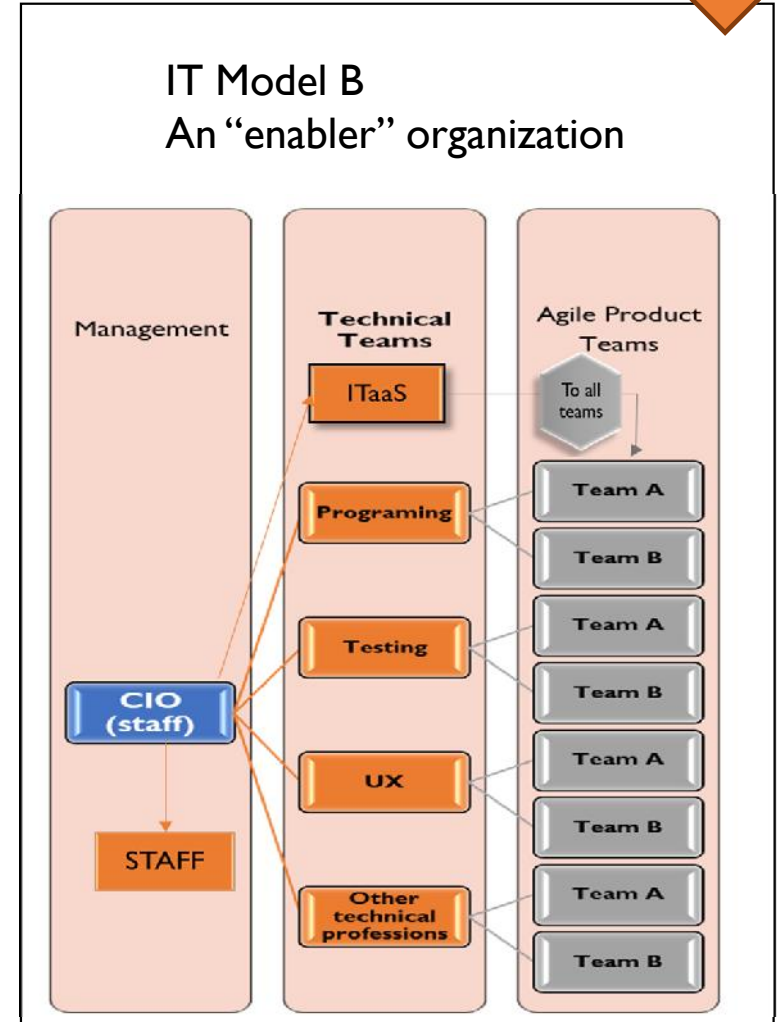 IT Model B
An “enabler” organization
Management
Technical
Teams
Agile Product
Teams
ITaaS
To all
teams
Programing
Team A
Team B
Testing
Team A
Team B
CIO
(staff)
STAFF
UX
Team A
Team B
Other
technical
professions
Team A
Team B